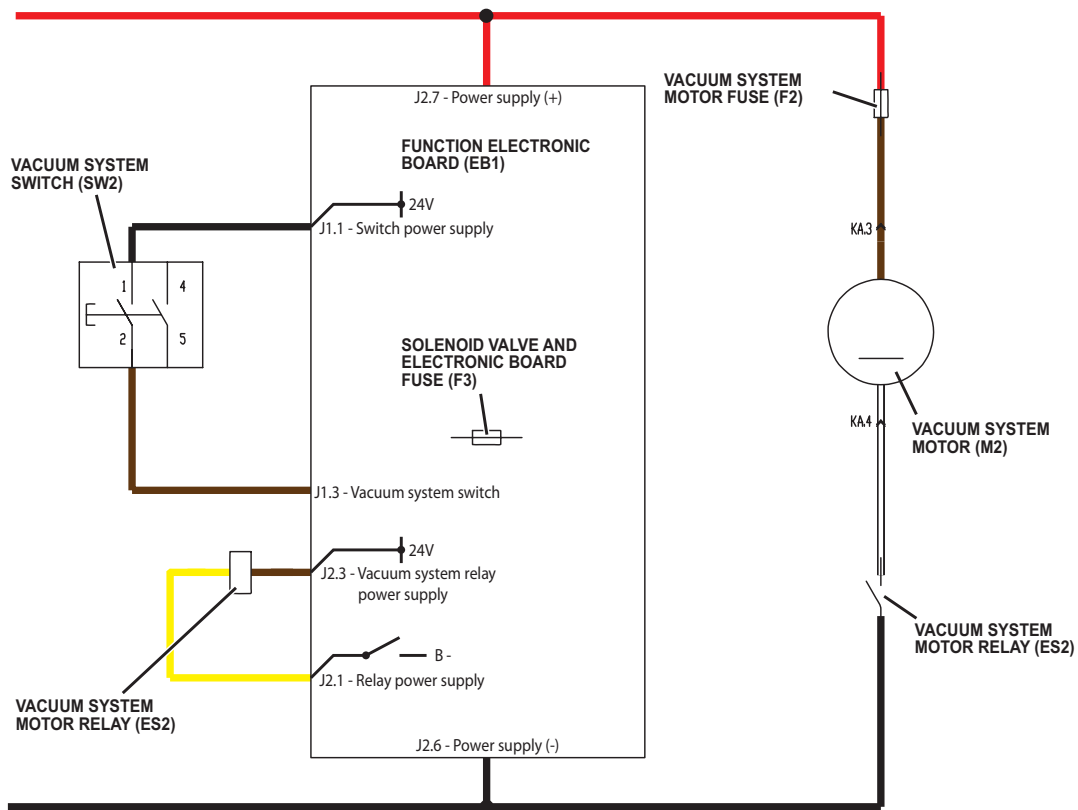 J2.7 - Power supply (+)
VACUUM SYSTEM
MOTOR FUSE (F2)
FUNCTION ELECTRONIC
BOARD (EB1)
VACUUM SYSTEM
SWITCH (SW2)
24V
J1.1 - Switch power supply
KA.3
1
4
2
5
SOLENOID VALVE AND
ELECTRONIC BOARD
FUSE (F3)
KA.4
VACUUM SYSTEM
MOTOR (M2)
J1.3 - Vacuum system switch
24V
J2.3 - Vacuum system relay
power supply
B -
J2.1 - Relay power supply
VACUUM SYSTEM
MOTOR RELAY (ES2)
VACUUM SYSTEM
MOTOR RELAY (ES2)
J2.6 - Power supply (-)